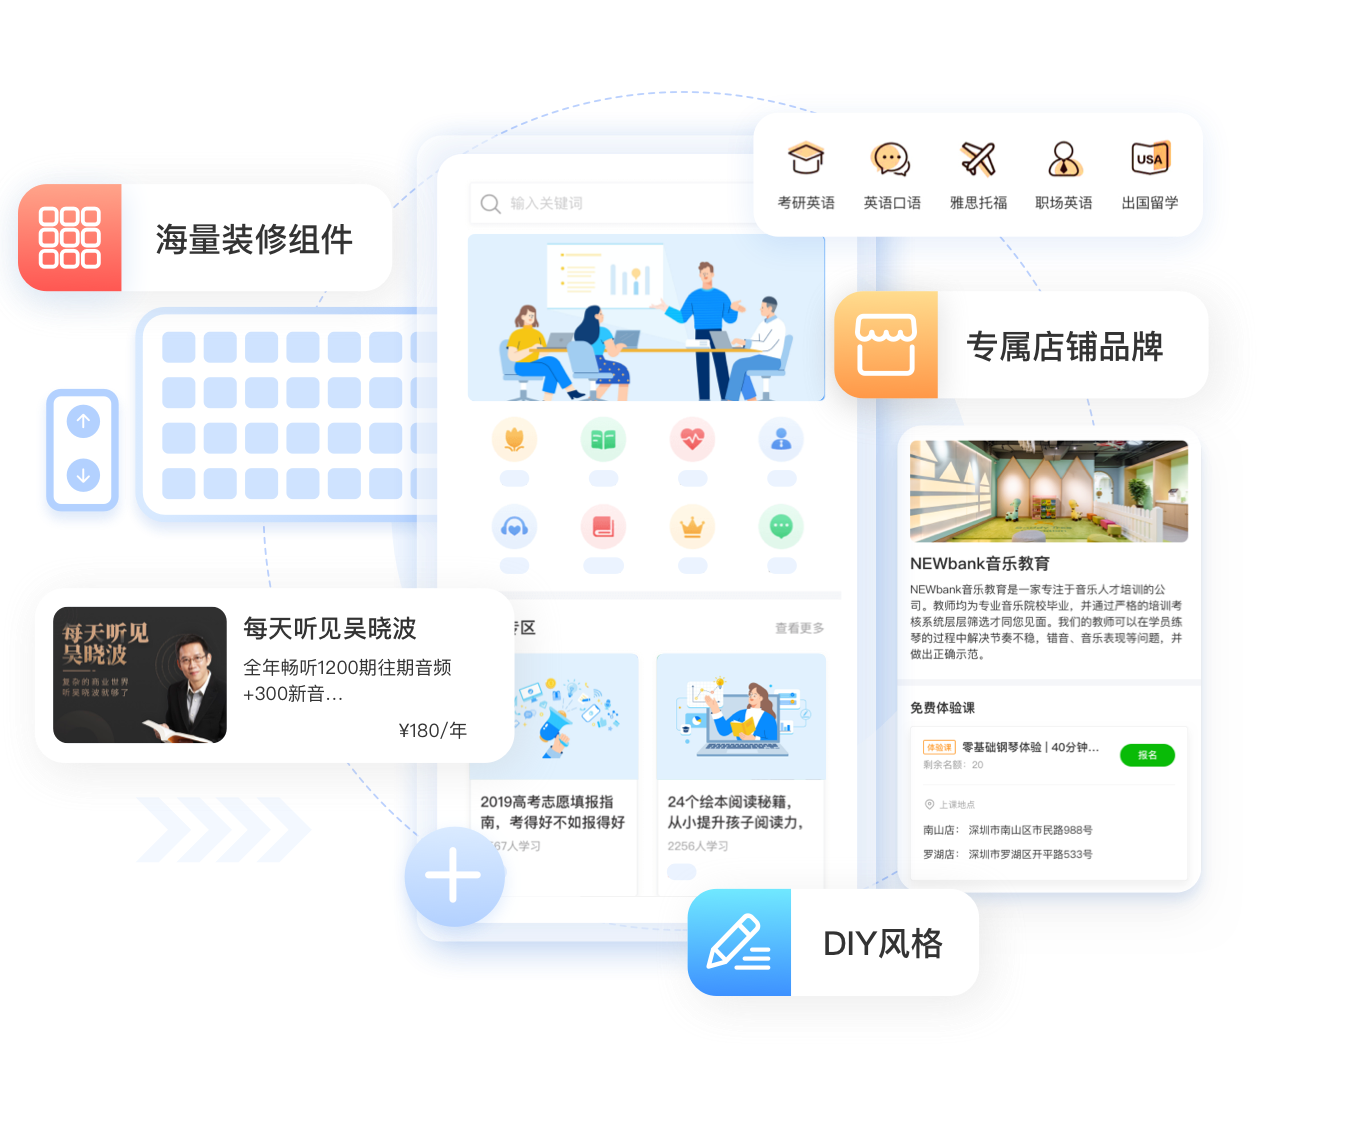 考研英语
英语口语
雅思托福
职场英语
USA
出国留学
输入关键词
海量装修组件
专属店铺品牌
NEWbank音乐教育
NEWbank音乐教育是一家专注于音乐人才培训的公
司。教师均为专业音乐院校毕业，并通过严格的培训考
核系统层层筛选才同您见面。我们的教师可以在学员练
琴的过程中解决节奏不稳，错音、音乐表现等问题，并
做出正确示范。
每天听见
吴晓波
复杂的商业世界
听吴晓波就够了
每天听见吴晓波
全年畅听1200期往期音频
+300新音...
¥180/年
区
查看更多
2019高考志愿填报指
南，考得好不如报得好
67人学习
24个绘本阅读秘籍，
从小提升孩子阅读力，
2256人学习
免费体验课
体验课 零基础钢琴体验 | 40分钟...
剩余名额：20
报名
上课地点
南山店： 深圳市南山区市民路988号
罗湖店： 深圳市罗湖区开平路533号
DIY风格